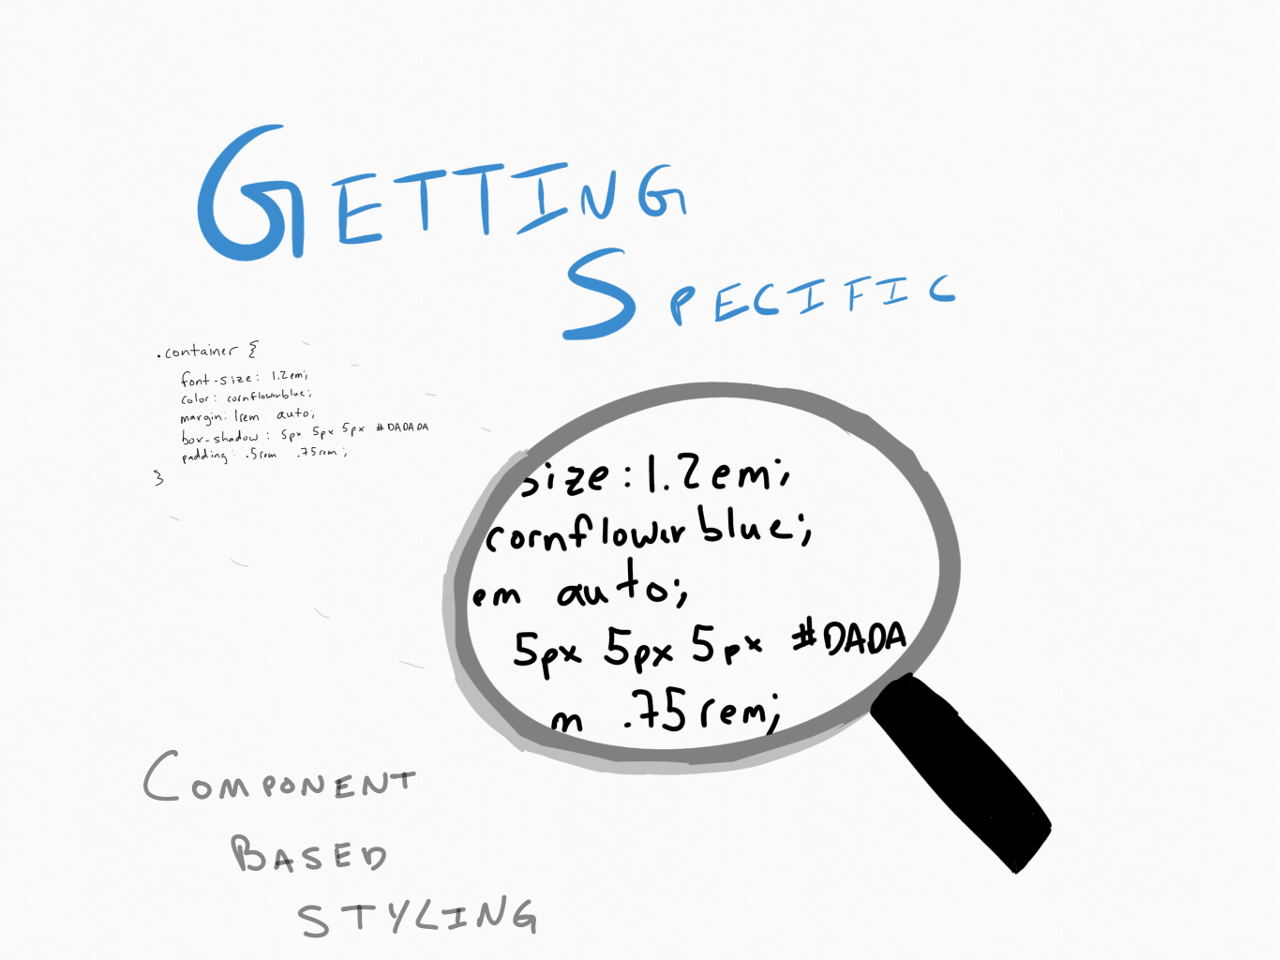 GETTING
SPECIFIC
.container {
font-size: 1.2em;
color: cornflowerblue;
margin: 1rem auto;
box-shadow: 5px 5px 5px #DADADA
padding: .5rem .75rem;
}
size: 1.2em;
cornflowerblue;
em auto;
5px 5px 5px #DADA
m .75rem;
COMPONENT
BASED
STYLING